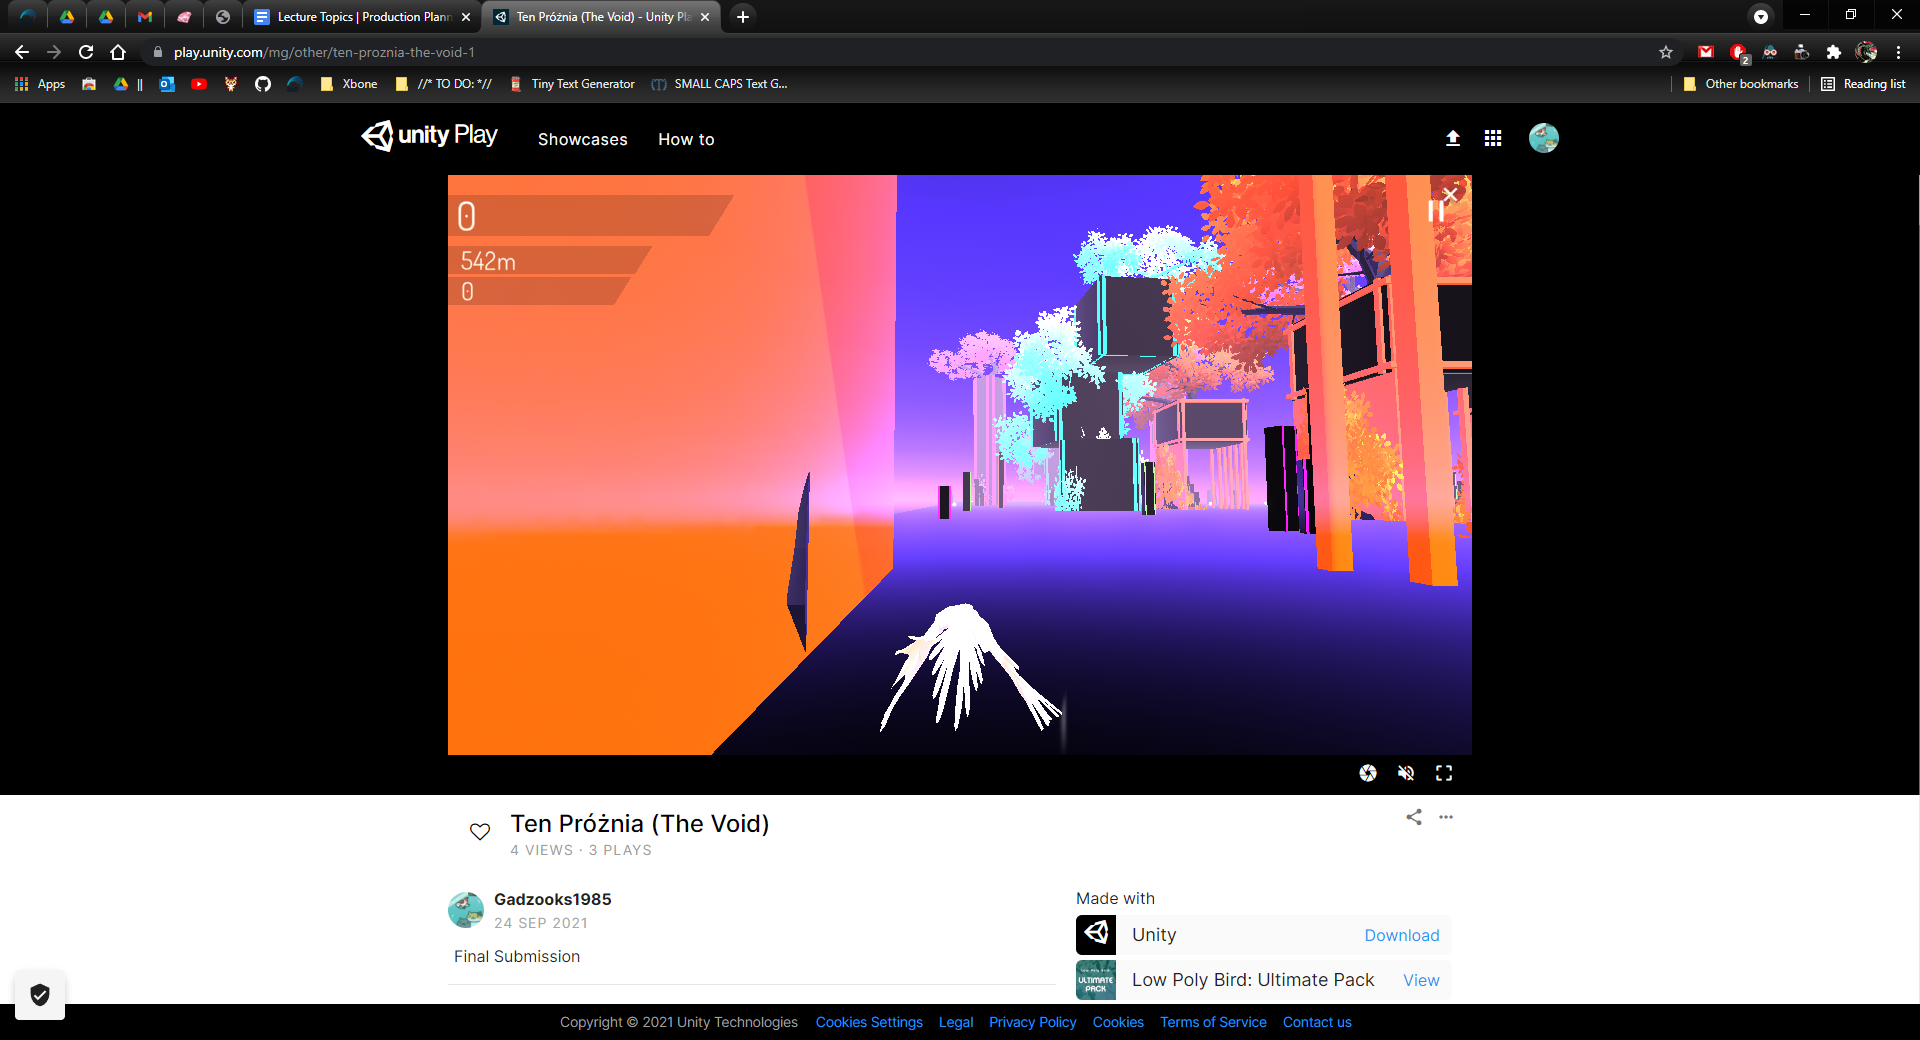 Lecture Topics | Production Plann
Ten Próżnia (The Void) - Unity Pla
play.unity.com/mg/other/ten-proznia-the-void-1
2
Apps
||
Xbone
//* TO DO: *//
Tiny Text Generator
SMALL CAPS Text G...
Other bookmarks
Reading list
unity Play
Showcases
How to
0
542m
0
Ten Próżnia (The Void)
4 VIEWS · 3 PLAYS
Gadzooks1985
24 SEP 2021
Final Submission
Made with
Unity
Download
ULTIMATE
PACK
Low Poly Bird: Ultimate Pack
View
Copyright © 2021 Unity Technologies
Cookies Settings
Legal
Privacy Policy
Cookies
Terms of Service
Contact us